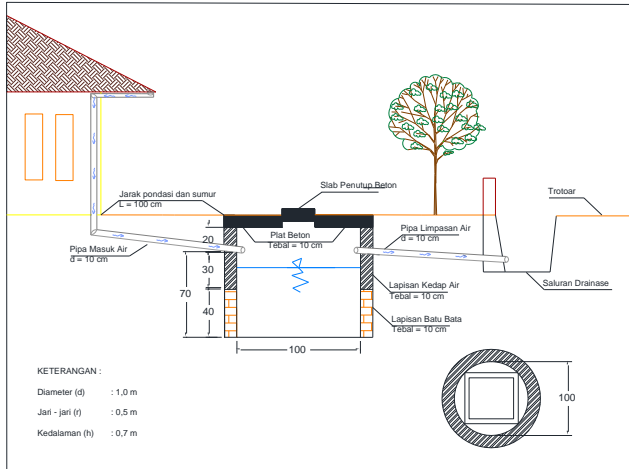 Slab Penutup Beton
Jarak pondasi dan sumur
L = 100 cm
Trotoar
Plat Beton
Tebal = 10 cm
Pipa Limpasan Air
d = 10 cm
Pipa Masuk Air
d = 10 cm
20
30
70
40
Lapisan Kedap Air
Tebal = 10 cm
Saluran Drainase
Lapisan Batu Bata
Tebal = 10 cm
100
KETERANGAN :
Diameter (d) : 1,0 m
Jari - jari (r) : 0,5 m
Kedalaman (h) : 0,7 m
100